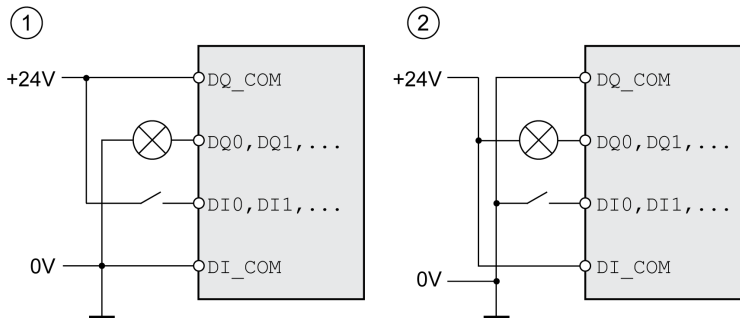 1
+24V
DQ_COM
DQ0,DQ1,...
DI0,DI1,...
0V
DI_COM
2
+24V
DQ_COM
DQ0,DQ1,...
DI0,DI1,...
DI_COM
0V